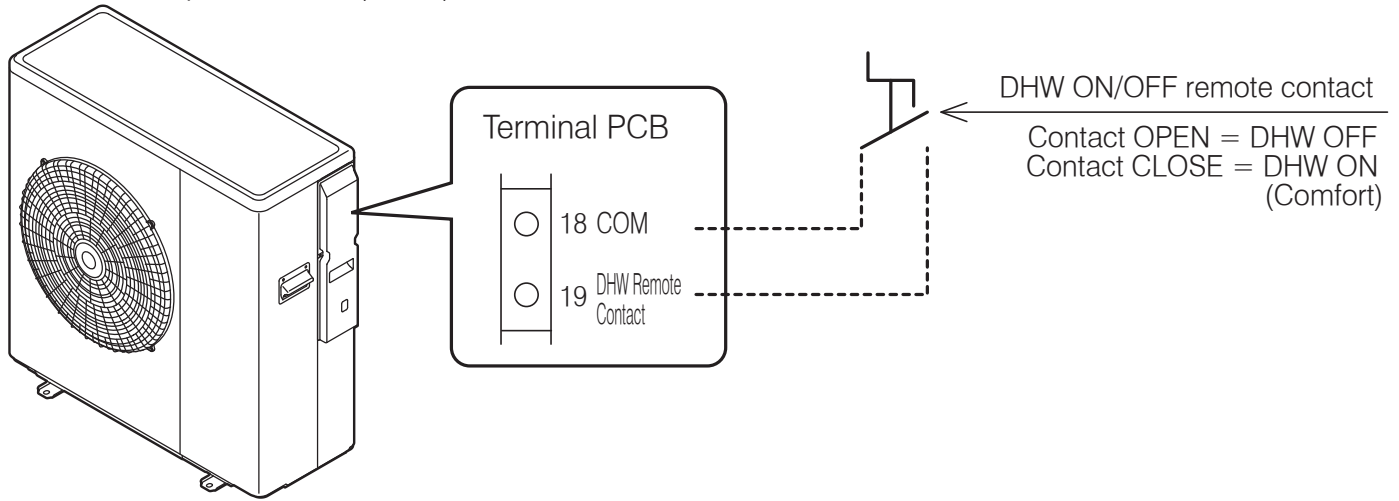 Terminal PCB
18 COM
19 DHW Remote
Contact
DHW ON/OFF remote contact
Contact OPEN = DHW OFF
Contact CLOSE = DHW ON
(Comfort)